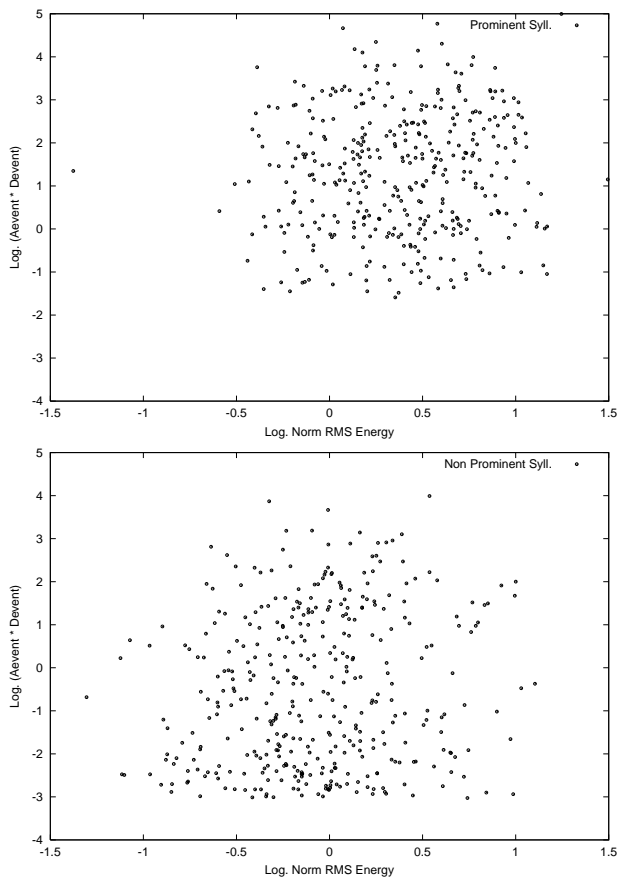 5
Prominent Syll.
4
3
2
1
0
-1
-2
-3
-4
Log. (Aevent * Devent)
-1.5 -1 -0.5 0 0.5 1 1.5
Log. Norm RMS Energy
5
Non Prominent Syll.
4
3
2
1
0
-1
-2
-3
-4
Log. (Aevent * Devent)
-1.5 -1 -0.5 0 0.5 1 1.5
Log. Norm RMS Energy